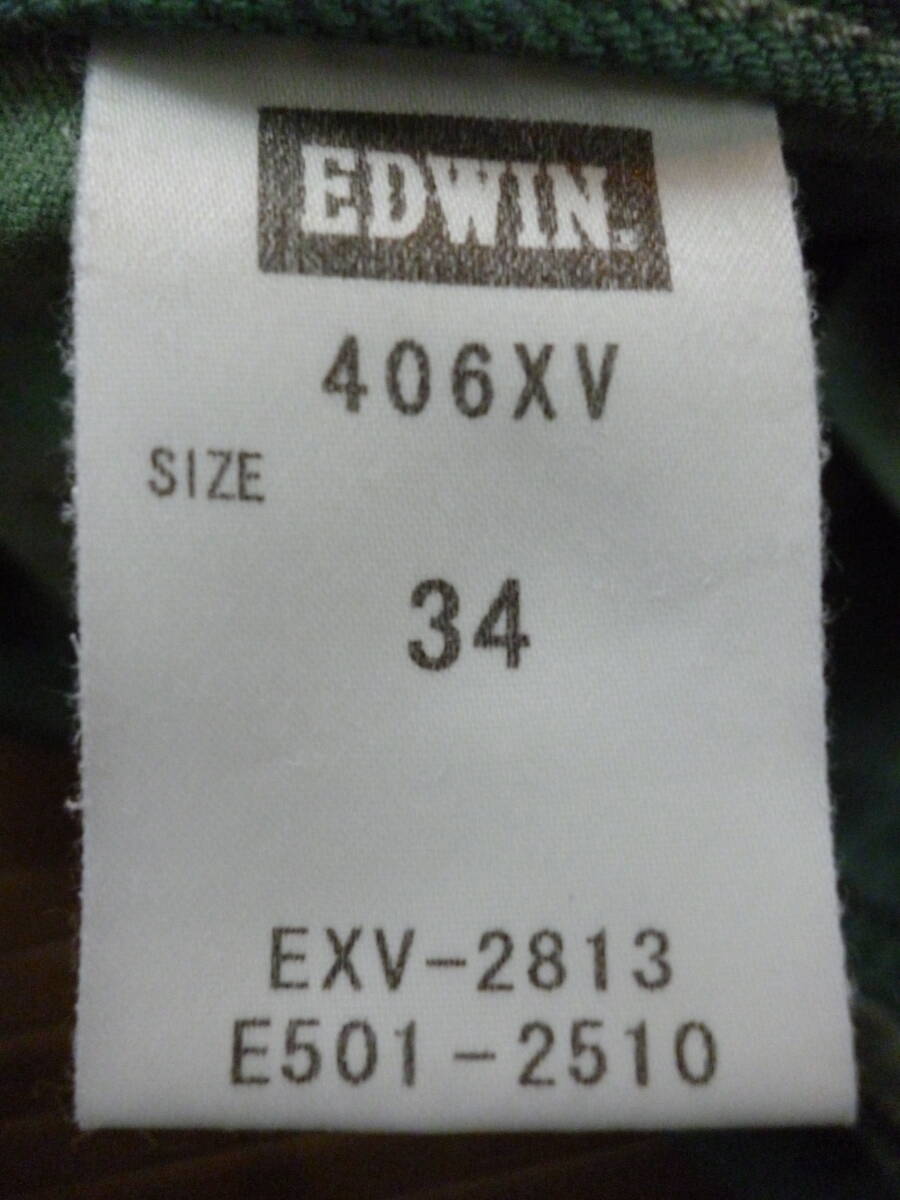 EDWIN
406XV
SIZE
34
EXV-2813
E501-2510